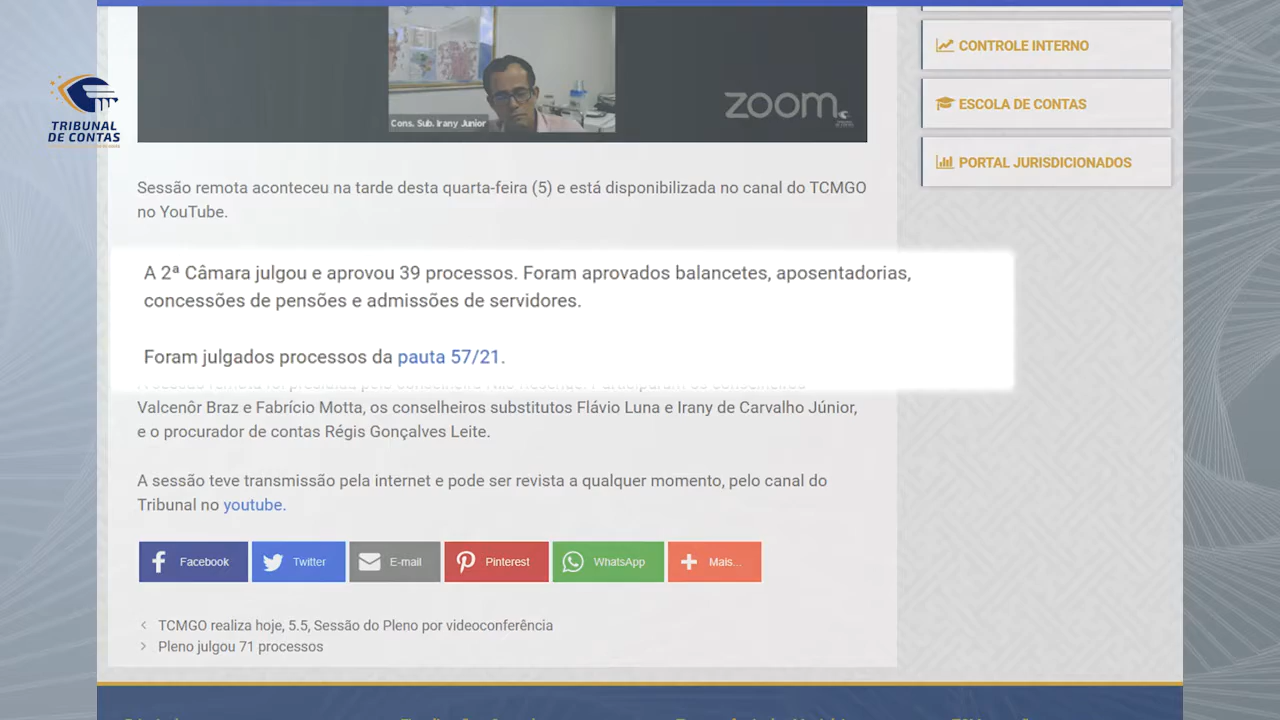 CONTROLE INTERNO
ESCOLA DE CONTAS
PORTAL JURISDICIONADOS
TRIBUNAL
DE CONTAS
Cons. Sub. Irany Junior
zoom
Sessão remota aconteceu na tarde desta quarta-feira (5) e está disponibilizada no canal do TCMGO
no YouTube.
A 2ª Câmara julgou e aprovou 39 processos. Foram aprovados balancetes, aposentadorias,
concessões de pensões e admissões de servidores.
Foram julgados processos da pauta 57/21.
Valcenôr Braz e Fabrício Motta, os conselheiros substitutos Flávio Luna e Irany de Carvalho Júnior,
e o procurador de contas Régis Gonçalves Leite.
A sessão teve transmissão pela internet e pode ser revista a qualquer momento, pelo canal do
Tribunal no youtube.
Facebook Twitter E-mail Pinterest WhatsApp Mais...
TCMGO realiza hoje, 5.5, Sessão do Pleno por videoconferência
Pleno julgou 71 processos